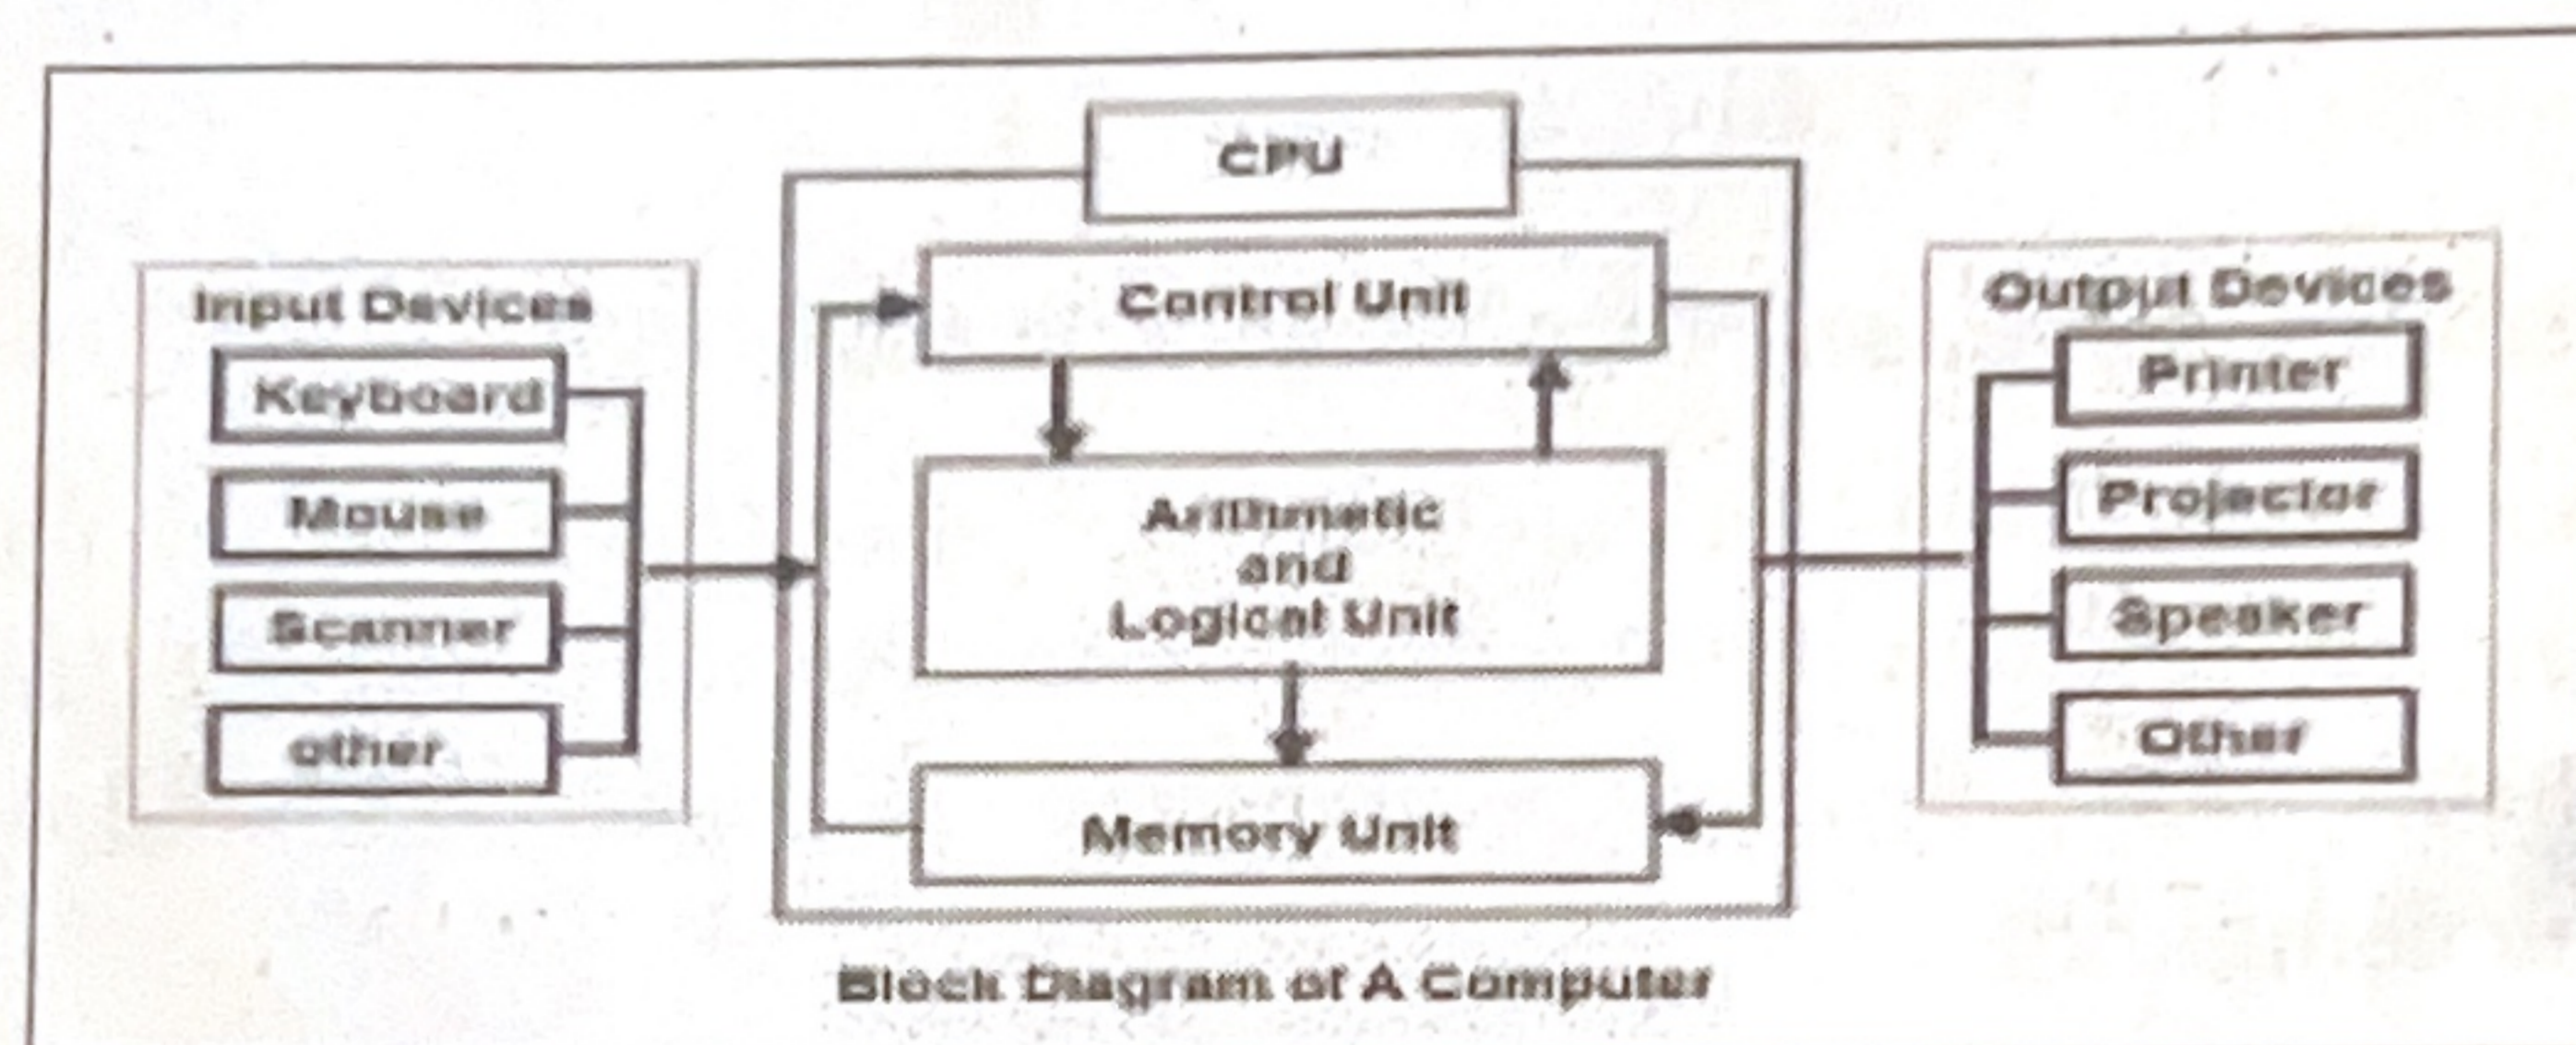 CPU
Input Devices
Keyboard
Mouse
Scanner
other
Control Unit
Arithmetic
and
Logical Unit
Memory Unit
Output Devices
Printer
Projector
Speaker
Other
Block Diagram of A Computer